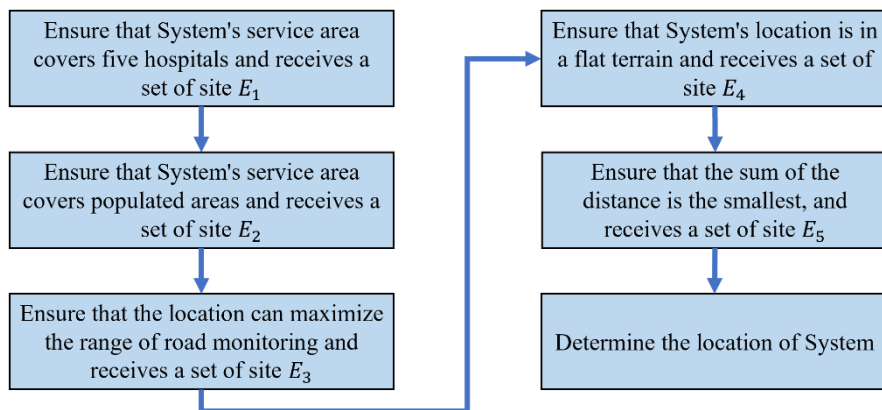 Ensure that System's service area
covers five hospitals and receives a
set of site E₁
Ensure that System's service area
covers populated areas and receives a
set of site E₂
Ensure that the location can maximize
the range of road monitoring and
receives a set of site E₃
Ensure that System's location is in
a flat terrain and receives a set of
site E₄
Ensure that the sum of the
distance is the smallest, and
receives a set of site E₅
Determine the location of System